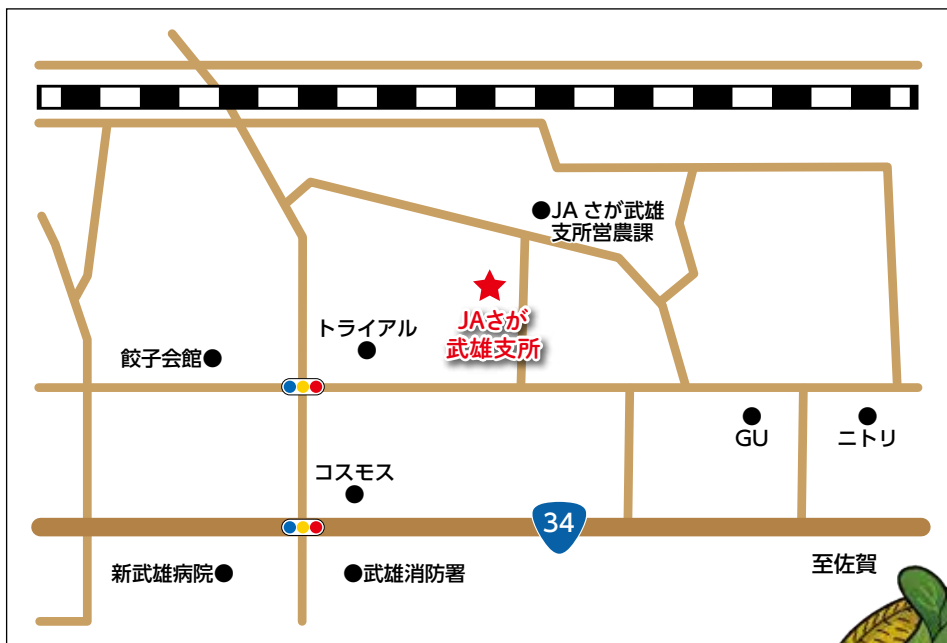 JA さが武雄
支所営農課
JAさが
武雄支所
トライアル
餃子会館
GU
ニトリ
コスモス
34
新武雄病院
武雄消防署
至佐賀